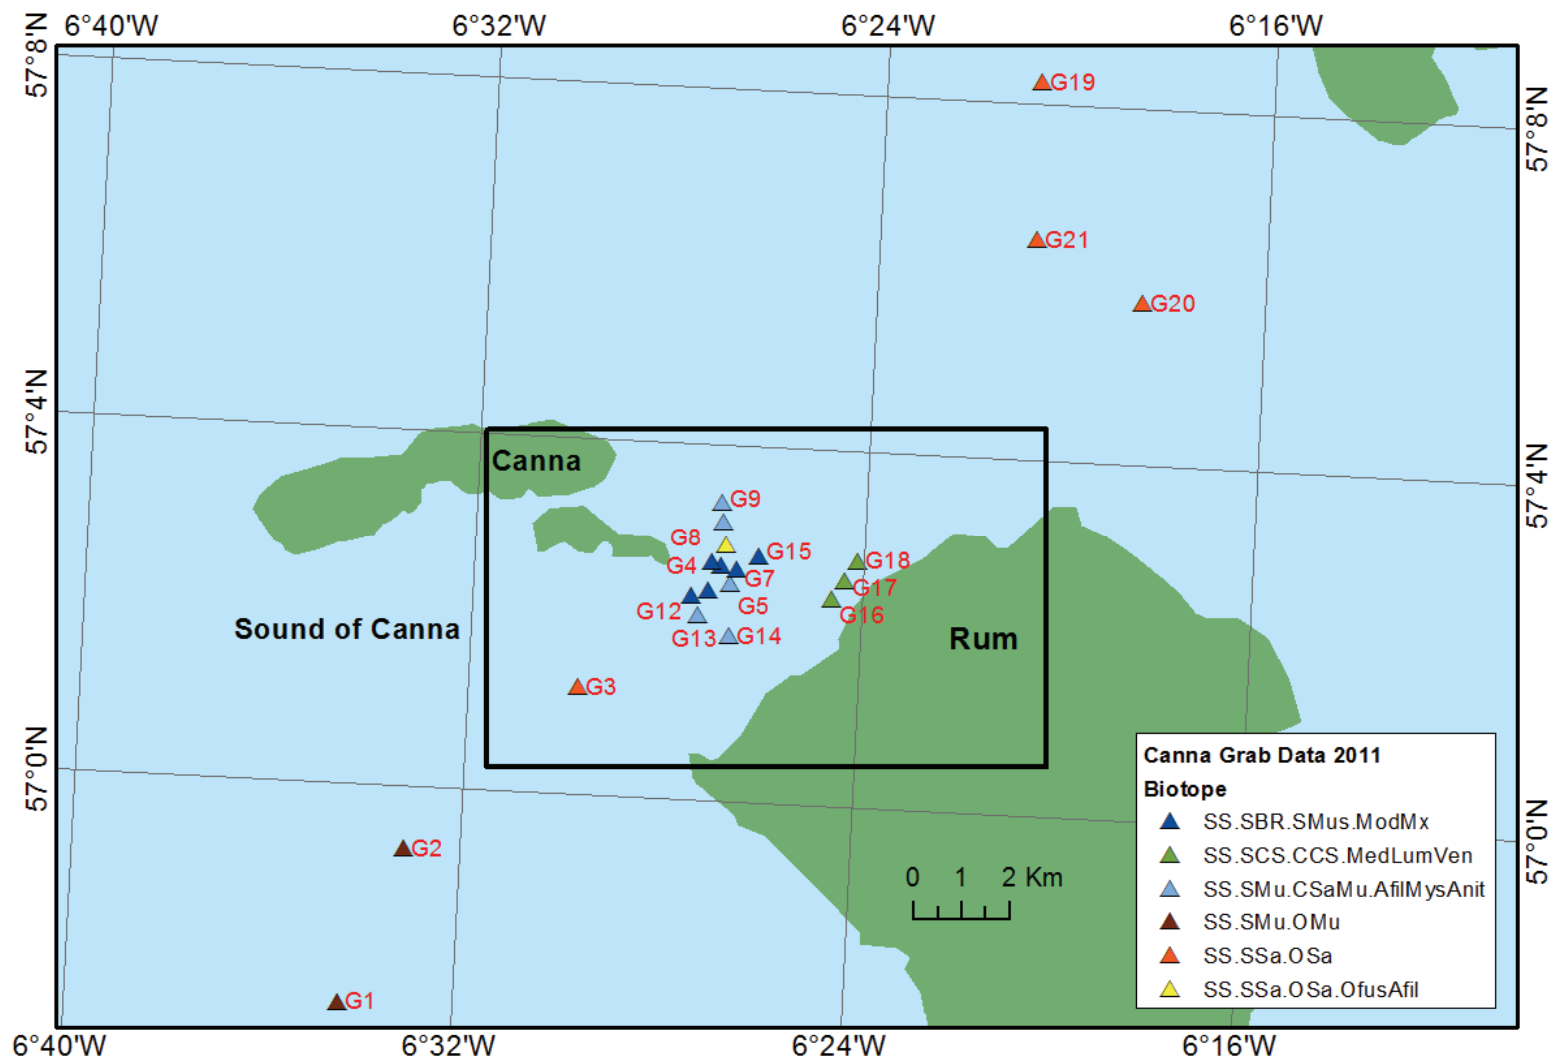 6°40'W 6°32'W 6°24'W 6°16'W
57°8'N
57°8'N
G19
G21
G20
57°4'N
57°4'N
Canna
G9
G8
G15
G4
G7
G18
G17
G5
G12
G16
Sound of Canna
G13
G14
Rum
G3
57°0'N
57°0'N
Canna Grab Data 2011
Biotope
SS.SBR.SMus.ModMx
SS.SCS.CCS.MedLumVen
SS.SMu.CSaMu.AfilMysAnit
SS.SMu.OMu
SS.SSa.OSa
SS.SSa.OSa.OfusAfil
G2
0 1 2 Km
G1
6°40'W 6°32'W 6°24'W 6°16'W